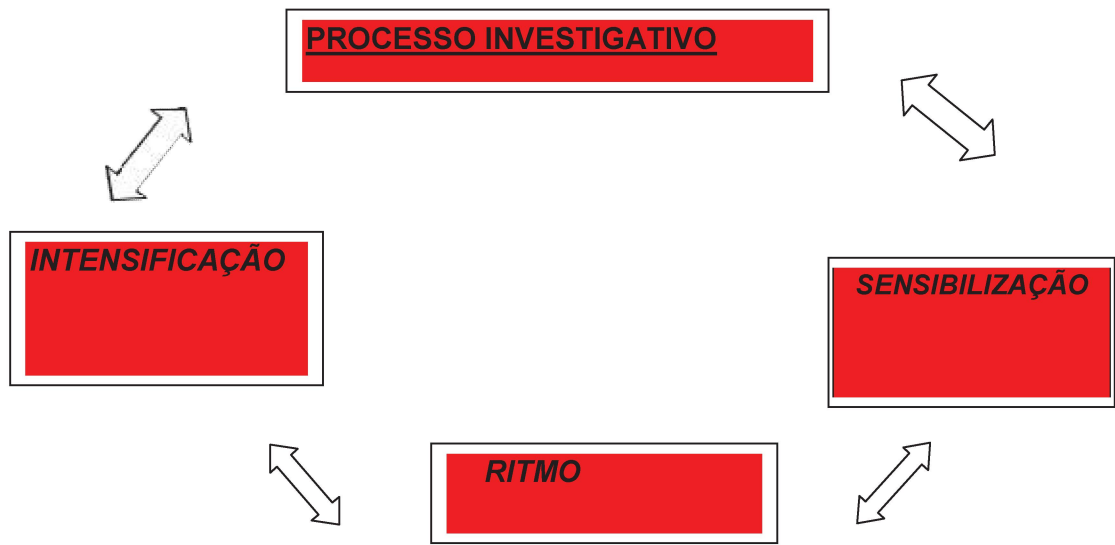 PROCESSO INVESTIGATIVO
INTENSIFICAÇÃO
SENSIBILIZAÇÃO
RITMO